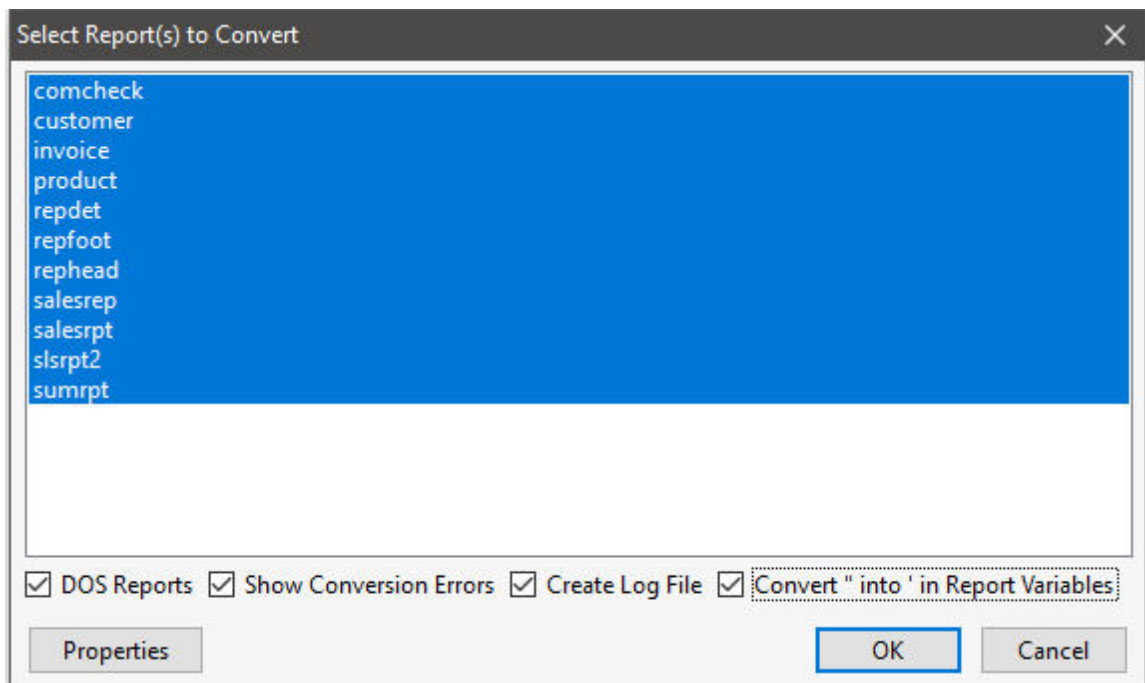 Select Report(s) to Convert
comcheck
customer
invoice
product
repdet
repfoot
rephead
salesrep
salesrpt
slsrpt2
sumrpt
DOS Reports Show Conversion Errors Create Log File Convert " into ' in Report Variables
Properties OK Cancel